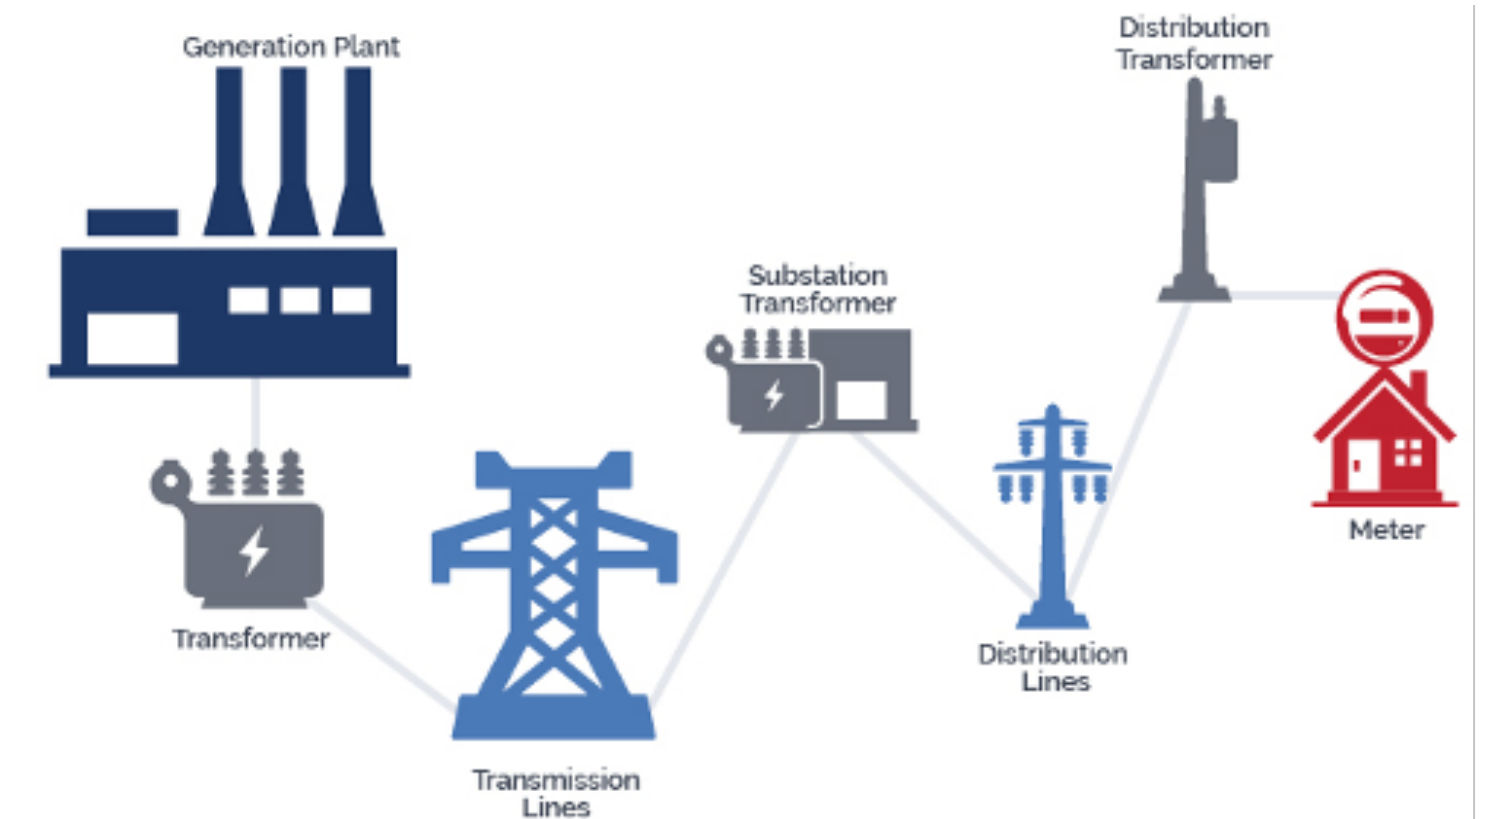 Generation Plant
Transformer
Transmission
Lines
Substation
Transformer
Distribution
Lines
Distribution
Transformer
Meter